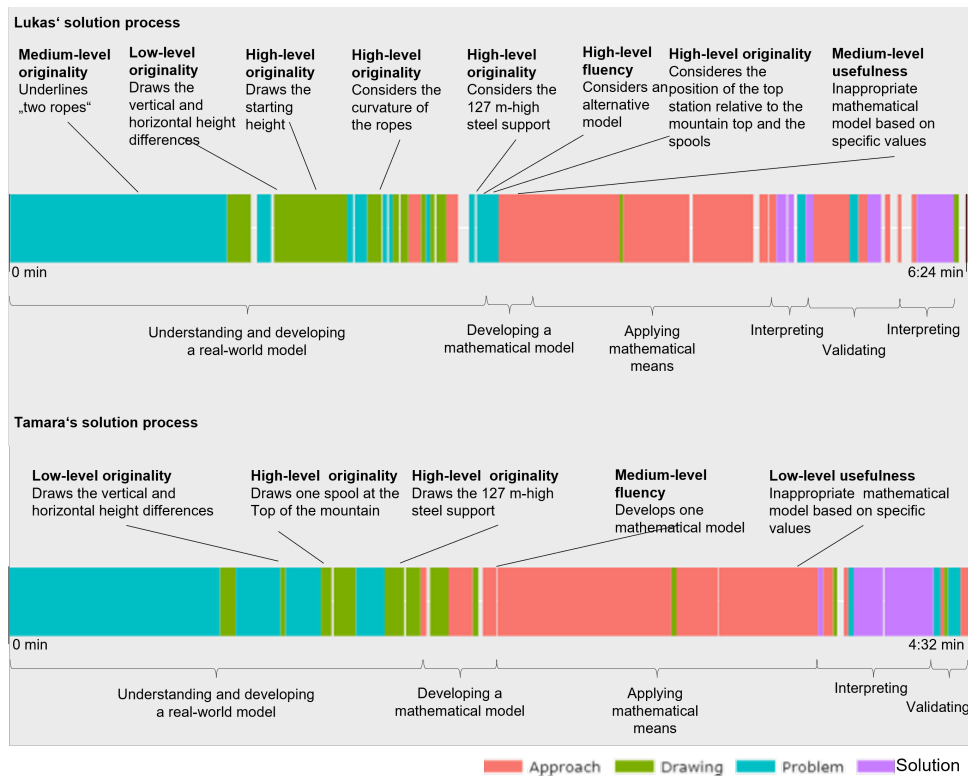 Lukas‘ solution process
Medium-level
originality
Underlines
„two ropes“
Low-level
originality
Draws the
vertical and
horizontal height
differences
High-level
originality
Draws the
starting
height
High-level
originality
Considers the
curvature of
the ropes
High-level
originality
Considers the
127 m-high
steel support
High-level
fluency
Considers an
alternative
model
High-level originality
Consideres the
position of the top
station relative to the
mountain top and the
spools
Medium-level
usefulness
Inappropriate
mathematical
model based on
specific values
0 min
6:24 min
Understanding and developing
a real-world model
Developing a
mathematical model
Applying
mathematical
means
Interpreting
Validating
Interpreting
Tamara‘s solution process
Low-level originality
Draws the vertical and
horizontal height differences
High-level originality
Draws one spool at the
Top of the mountain
High-level originality
Draws the 127 m-high
steel support
Medium-level
fluency
Develops one
mathematical model
Low-level usefulness
Inappropriate mathematical
model based on specific
values
0 min
4:32 min
Understanding and developing
a real-world model
Developing a
mathematical model
Applying
mathematical
means
Interpreting
Validating
Approach
Drawing
Problem
Solution